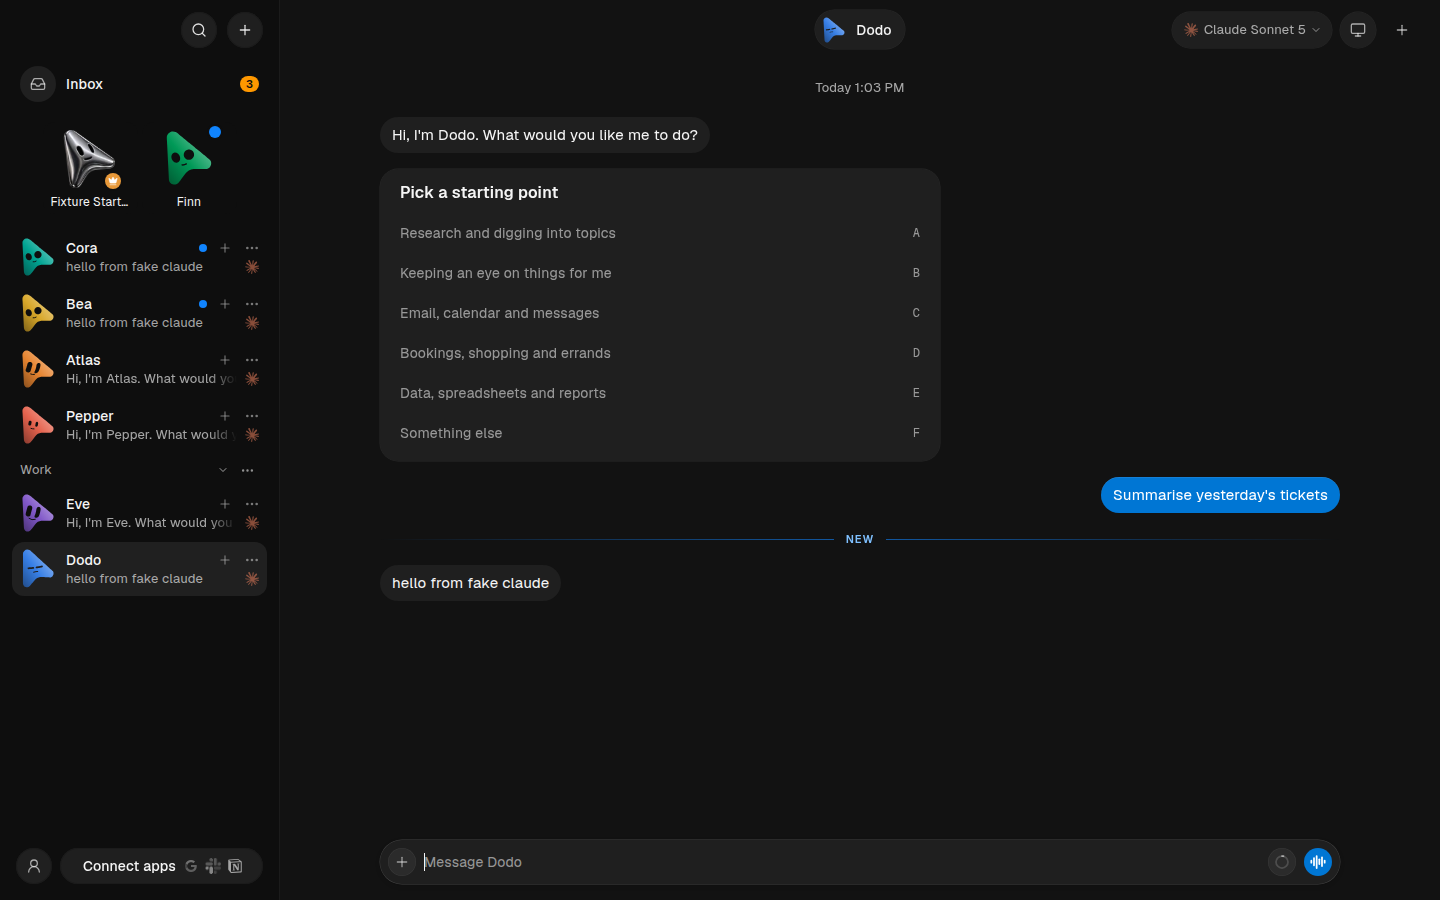 Inbox
3
Fixture Start...
Finn
Cora
hello from fake claude
Bea
hello from fake claude
Atlas
Hi, I'm Atlas. What would yo
Pepper
Hi, I'm Pepper. What would
Work
Eve
Hi, I'm Eve. What would you
Dodo
hello from fake claude
Connect apps
Dodo
Claude Sonnet 5
Today 1:03 PM
Hi, I'm Dodo. What would you like me to do?
Pick a starting point
Research and digging into topics A
Keeping an eye on things for me B
Email, calendar and messages C
Bookings, shopping and errands D
Data, spreadsheets and reports E
Something else F
Summarise yesterday's tickets
NEW
hello from fake claude
Message Dodo